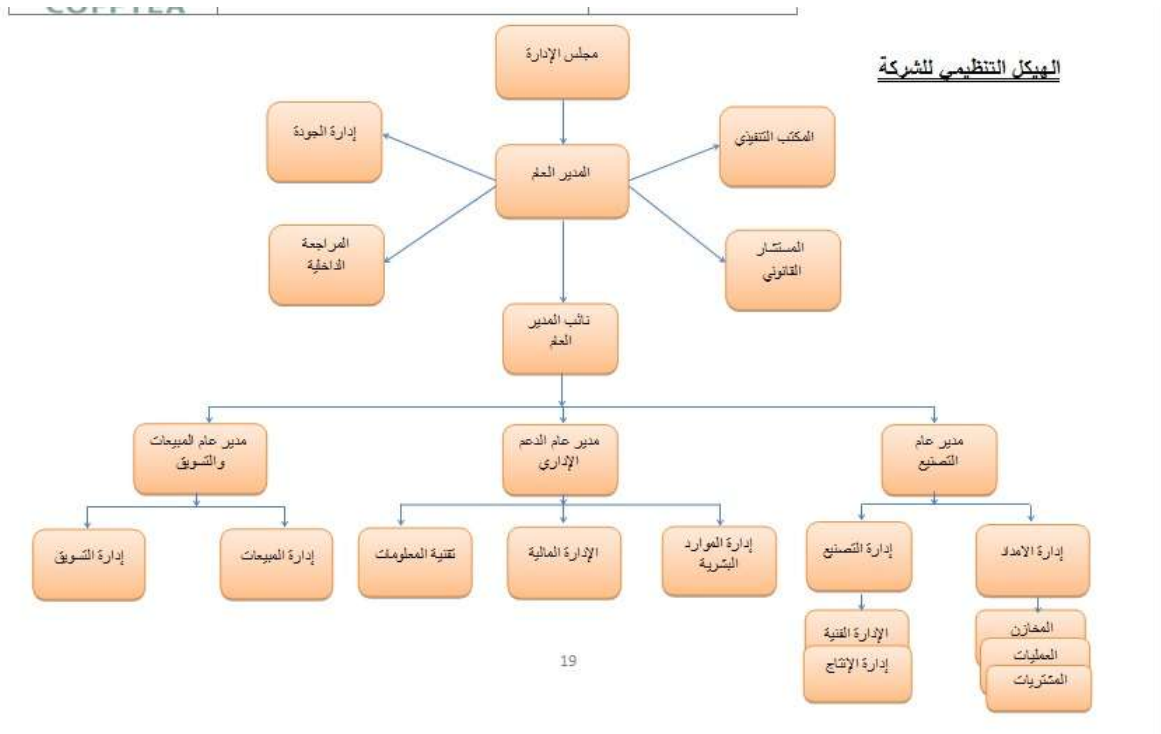 COFFTEA
الهيكل التنظيمي للشركة
مجلس الإدارة
المكتب التنفيذي
إدارة الجودة
المدير العام
المستشار
القانوني
المراجعة
الداخلية
نائب المدير
العام
مدير عام
التصنيع
مدير عام الدعم
الإداري
مدير عام المبيعات
والتسويق
إدارة الامداد
إدارة التصنيع
إدارة الموارد
البشرية
الإدارة المالية
تقنية المعلومات
إدارة المبيعات
إدارة التسويق
المخازن
العمليات
المشتريات
الإدارة الفنية
إدارة الإنتاج
19